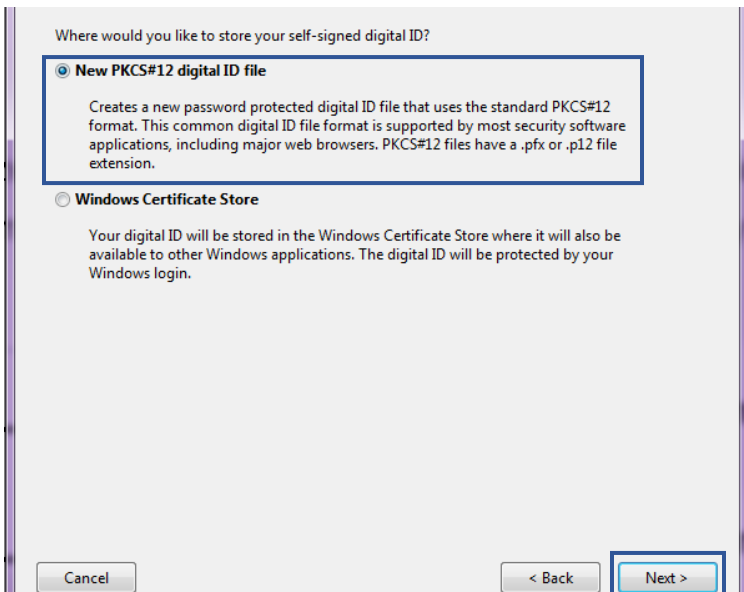 Where would you like to store your self-signed digital ID?
New PKCS#12 digital ID file
Creates a new password protected digital ID file that uses the standard PKCS#12
format. This common digital ID file format is supported by most security software
applications, including major web browsers. PKCS#12 files have a .pfx or .p12 file
extension.
Windows Certificate Store
Your digital ID will be stored in the Windows Certificate Store where it will also be
available to other Windows applications. The digital ID will be protected by your
Windows login.
Cancel
< Back
Next >